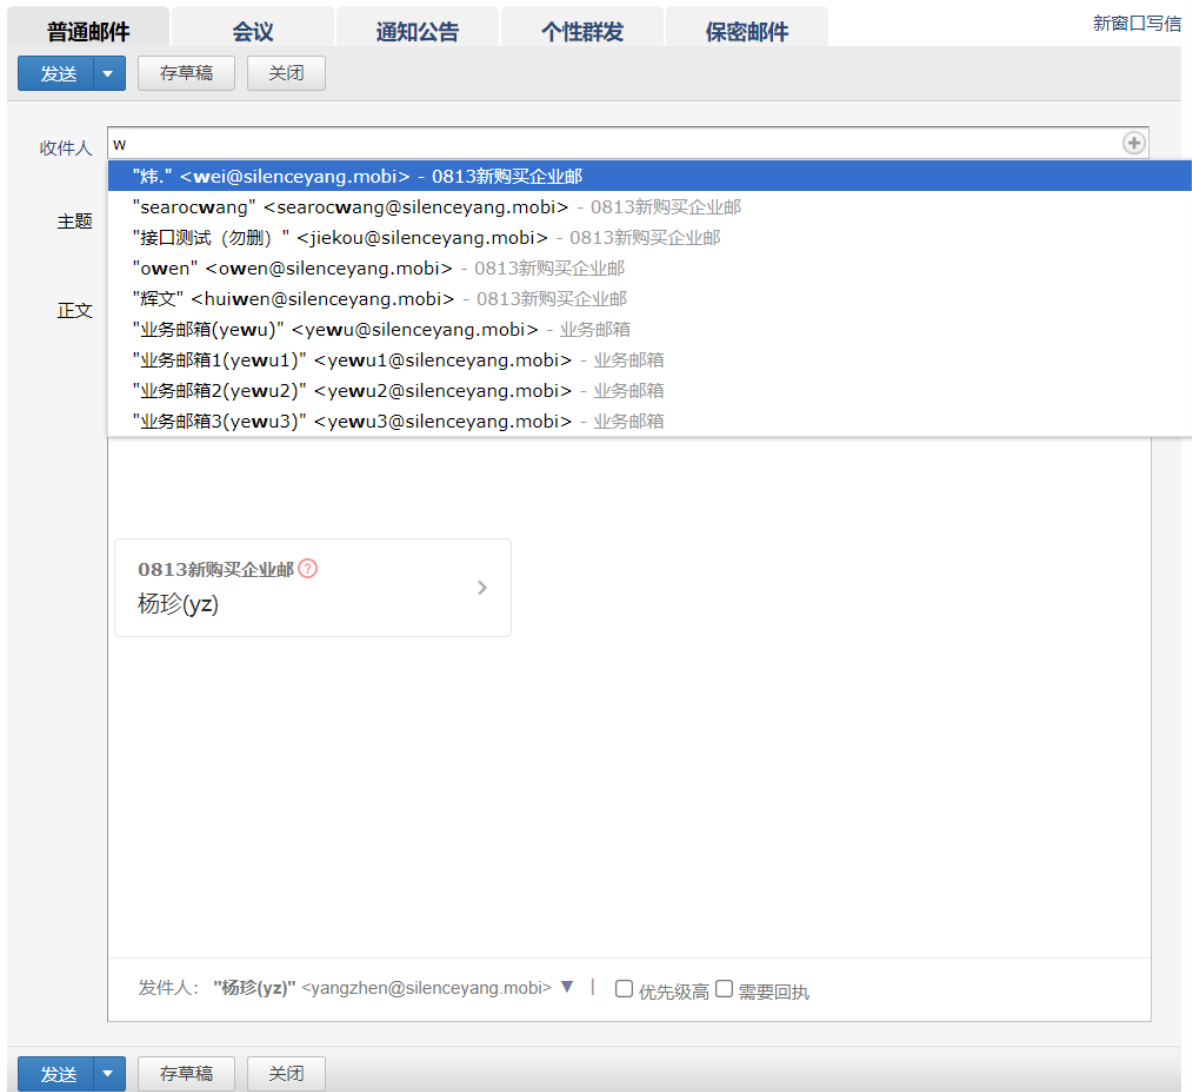 普通邮件 会议 通知公告 个性群发 保密邮件 新窗口写信
发送 存草稿 关闭
收件人 w
"炜." <wei@silenceyang.mobi> - 0813新购买企业邮
"searocwang" <searocwang@silenceyang.mobi> - 0813新购买企业邮
主题
"接口测试（勿删）" <jiekou@silenceyang.mobi> - 0813新购买企业邮
"owen" <owen@silenceyang.mobi> - 0813新购买企业邮
"辉文" <huiwen@silenceyang.mobi> - 0813新购买企业邮
正文
"业务邮箱(yewu)" <yewu@silenceyang.mobi> - 业务邮箱
"业务邮箱1(yewu1)" <yewu1@silenceyang.mobi> - 业务邮箱
"业务邮箱2(yewu2)" <yewu2@silenceyang.mobi> - 业务邮箱
"业务邮箱3(yewu3)" <yewu3@silenceyang.mobi> - 业务邮箱
0813新购买企业邮?
杨珍(yz)
发件人： "杨珍(yz)" <yangzhen@silenceyang.mobi> ▼ | 优先级高 需要回执
发送 存草稿 关闭